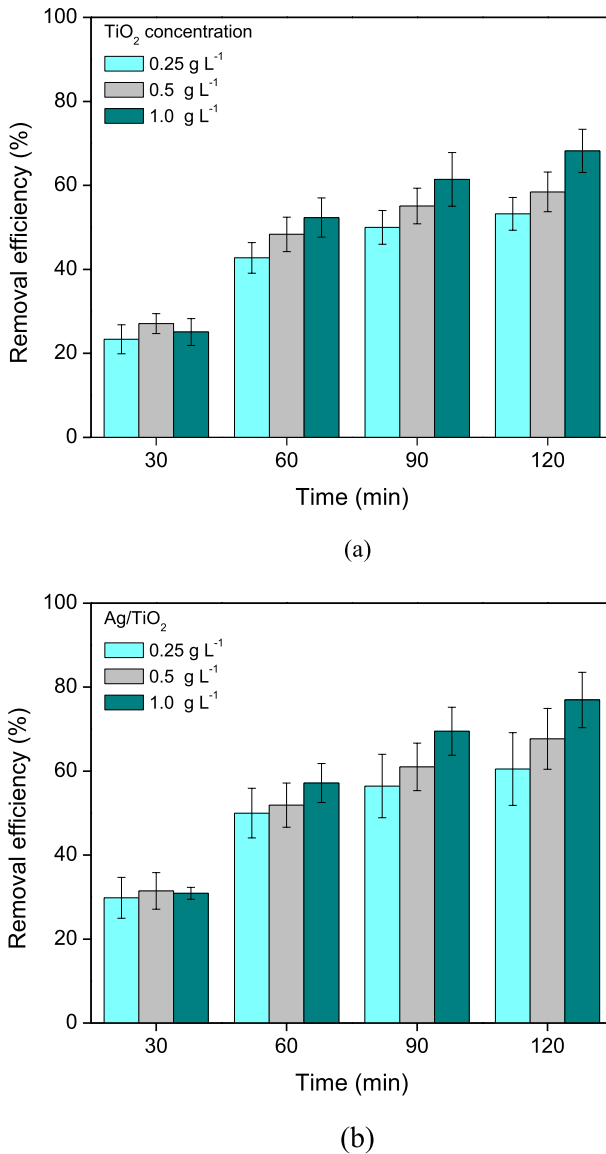 100
80
60
40
20
0
Removal efficiency (%)
TiO₂ concentration
0.25 g L⁻¹
0.5 g L⁻¹
1.0 g L⁻¹
30 60 90 120
Time (min)
(a)
100
80
60
40
20
0
Removal efficiency (%)
Ag/TiO₂
0.25 g L⁻¹
0.5 g L⁻¹
1.0 g L⁻¹
30 60 90 120
Time (min)
(b)